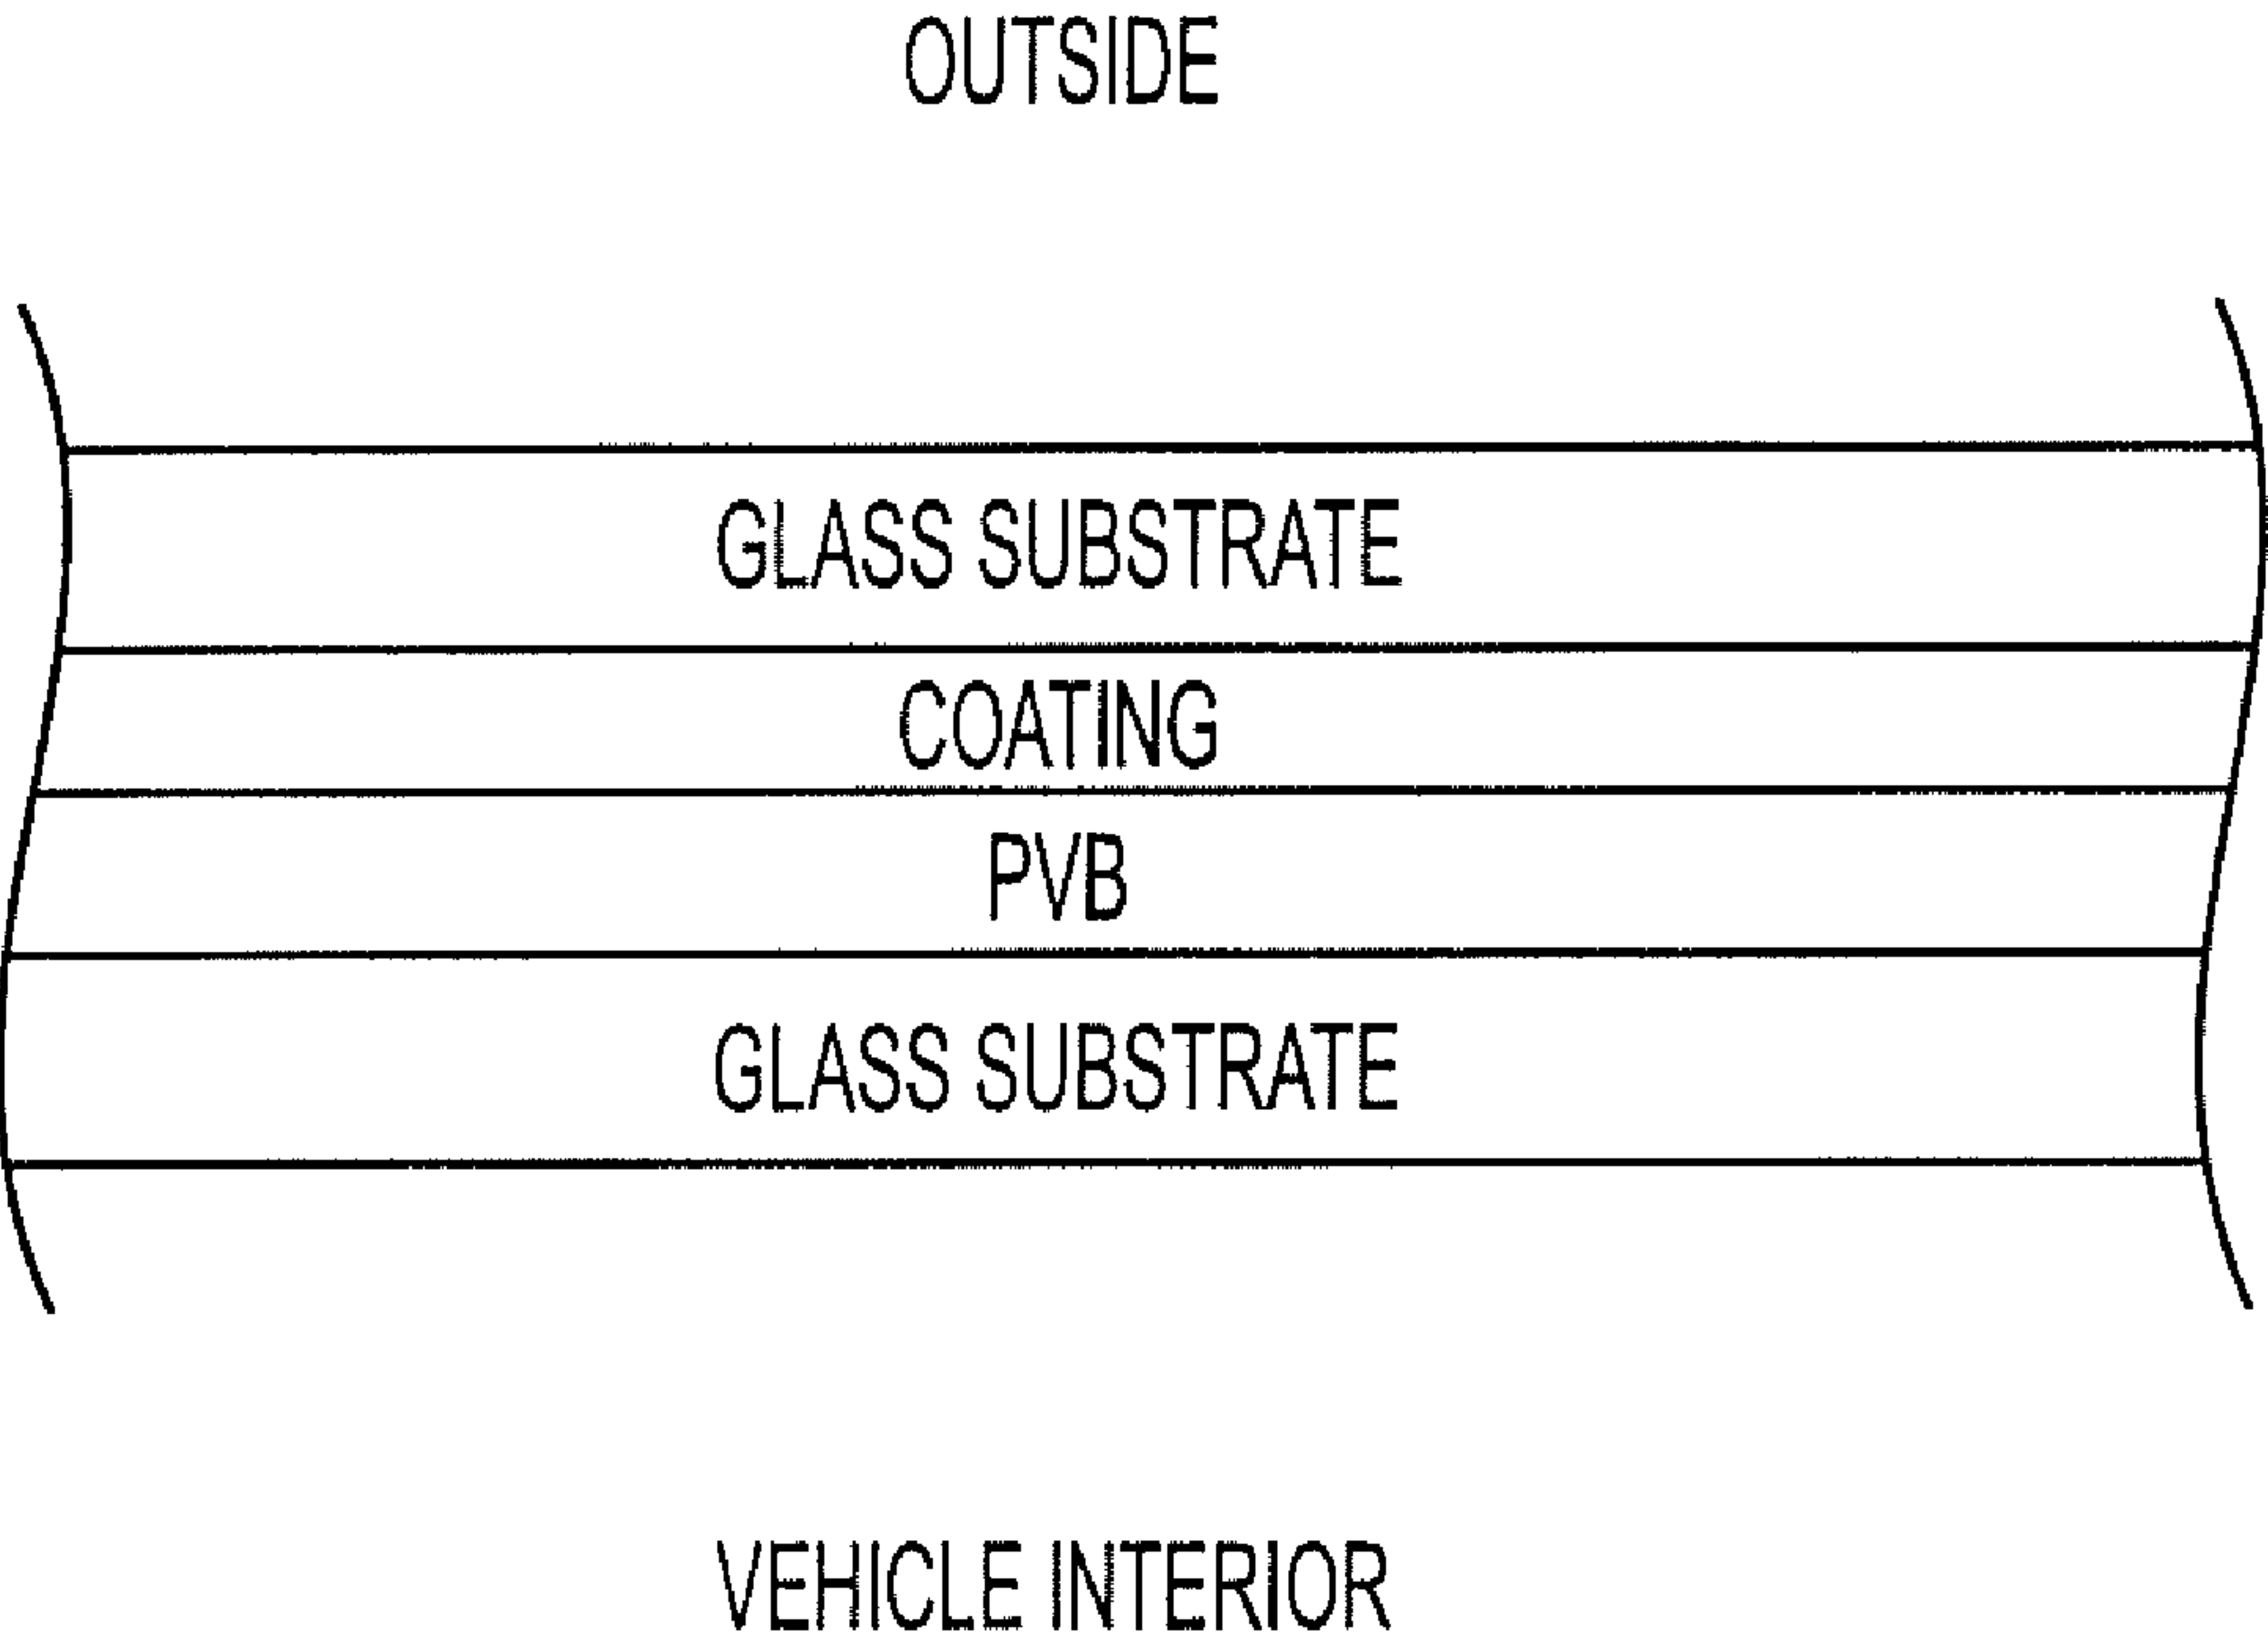 OUTSIDE
GLASS SUBSTRATE
COATING
PVB
GLASS SUBSTRATE
VEHICLE INTERIOR